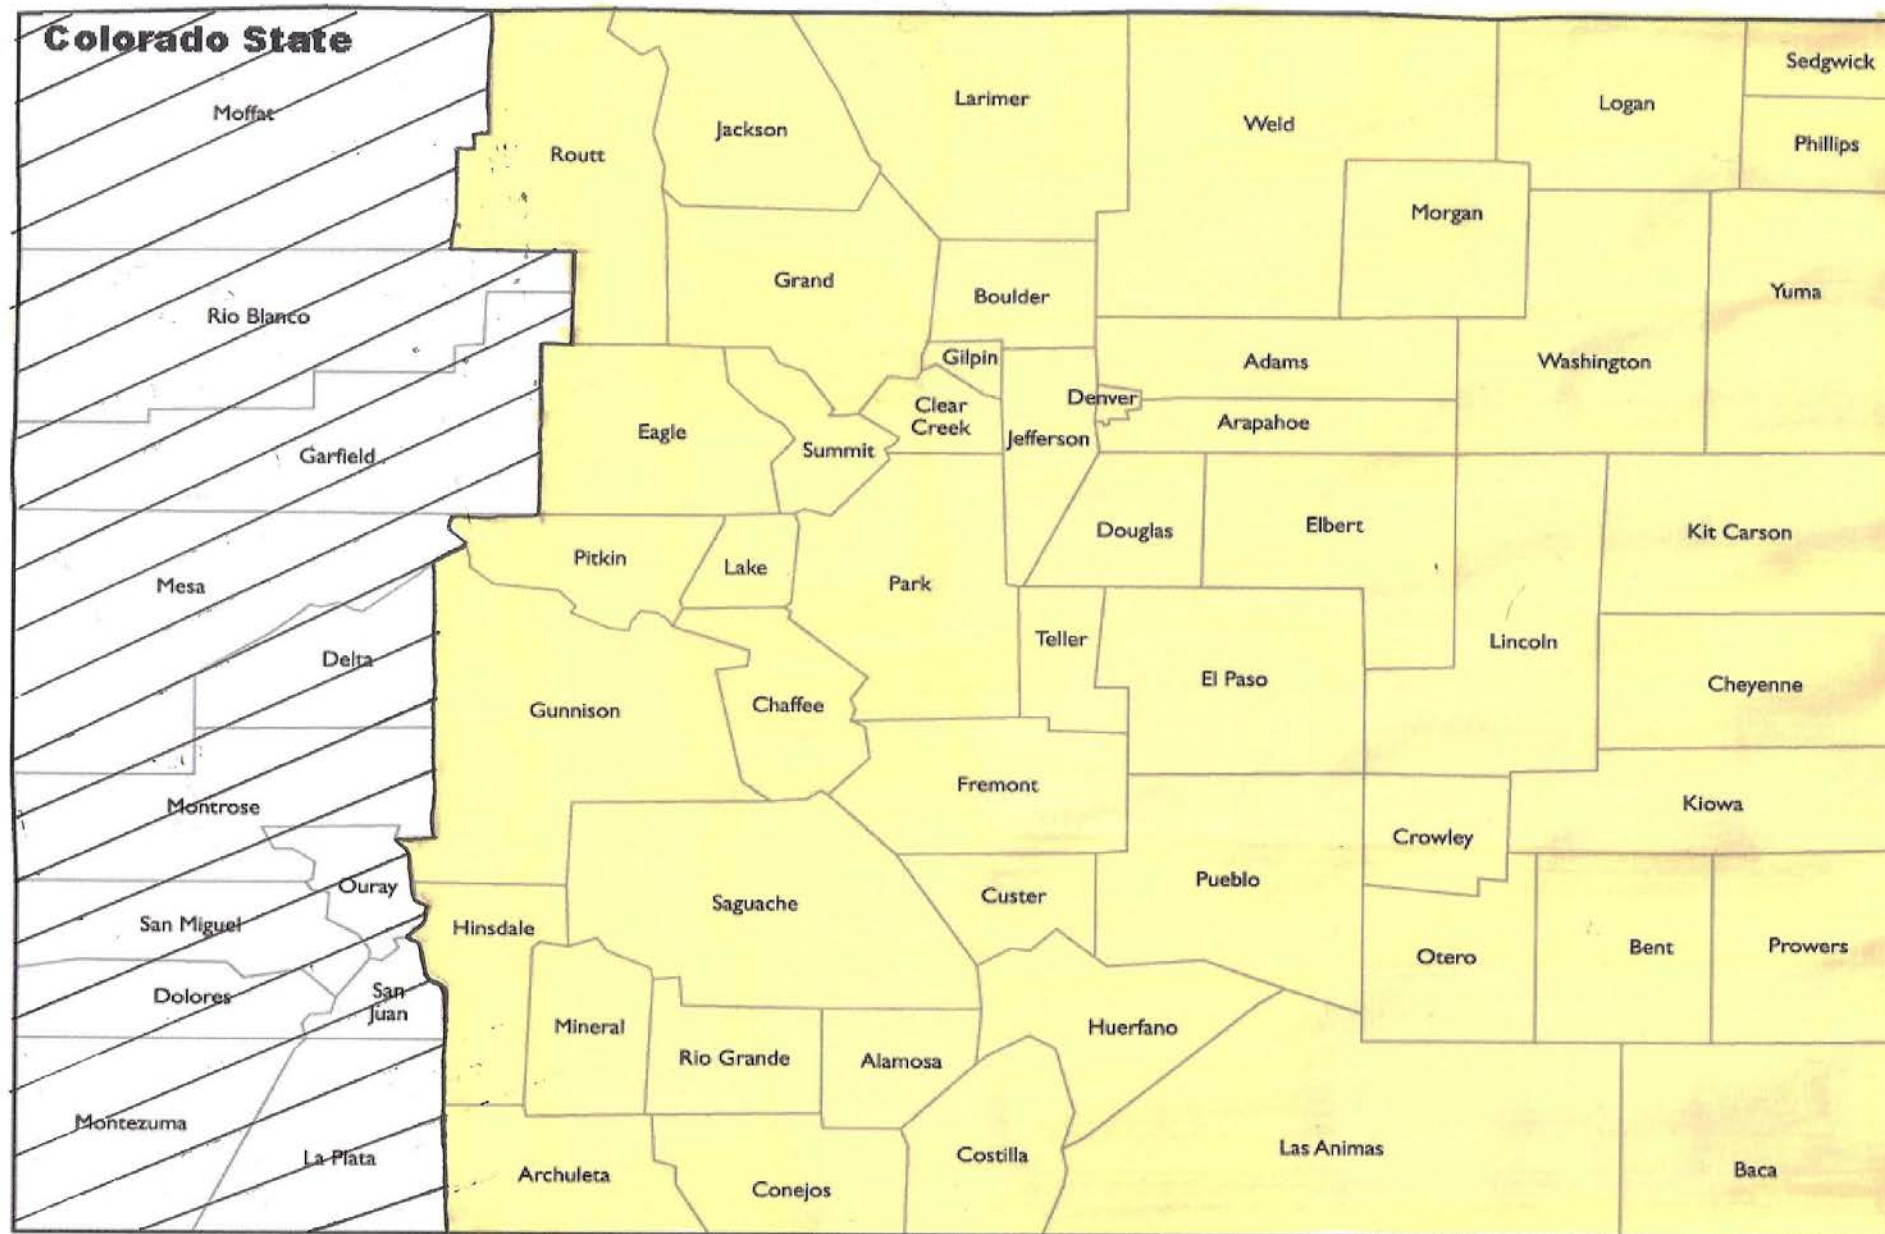 Colorado State
Sedgwick
Larimer
Logan
Moffat
Weld
Jackson
Phillips
Routt
Morgan
Grand
Yuma
Boulder
Rio Blanco
Gilpin
Adams
Washington
Denver
Clear
Creek
Arapahoe
Eagle
Jefferson
Summit
Garfield
Elbert
Douglas
Kit Carson
Pitkin
Lake
Park
Mesa
Teller
Lincoln
Delta
El Paso
Cheyenne
Chaffee
Gunnison
Fremont
Kiowa
Montrose
Crowley
Pueblo
Ouray
Custer
Saguache
San Miguel
Hinsdale
Prowers
Bent
Otero
San
Juan
Dolores
Mineral
Huerfano
Rio Grande
Alamosa
Montezuma
Las Animas
Costilla
La Plata
Baca
Archuleta
Conejos